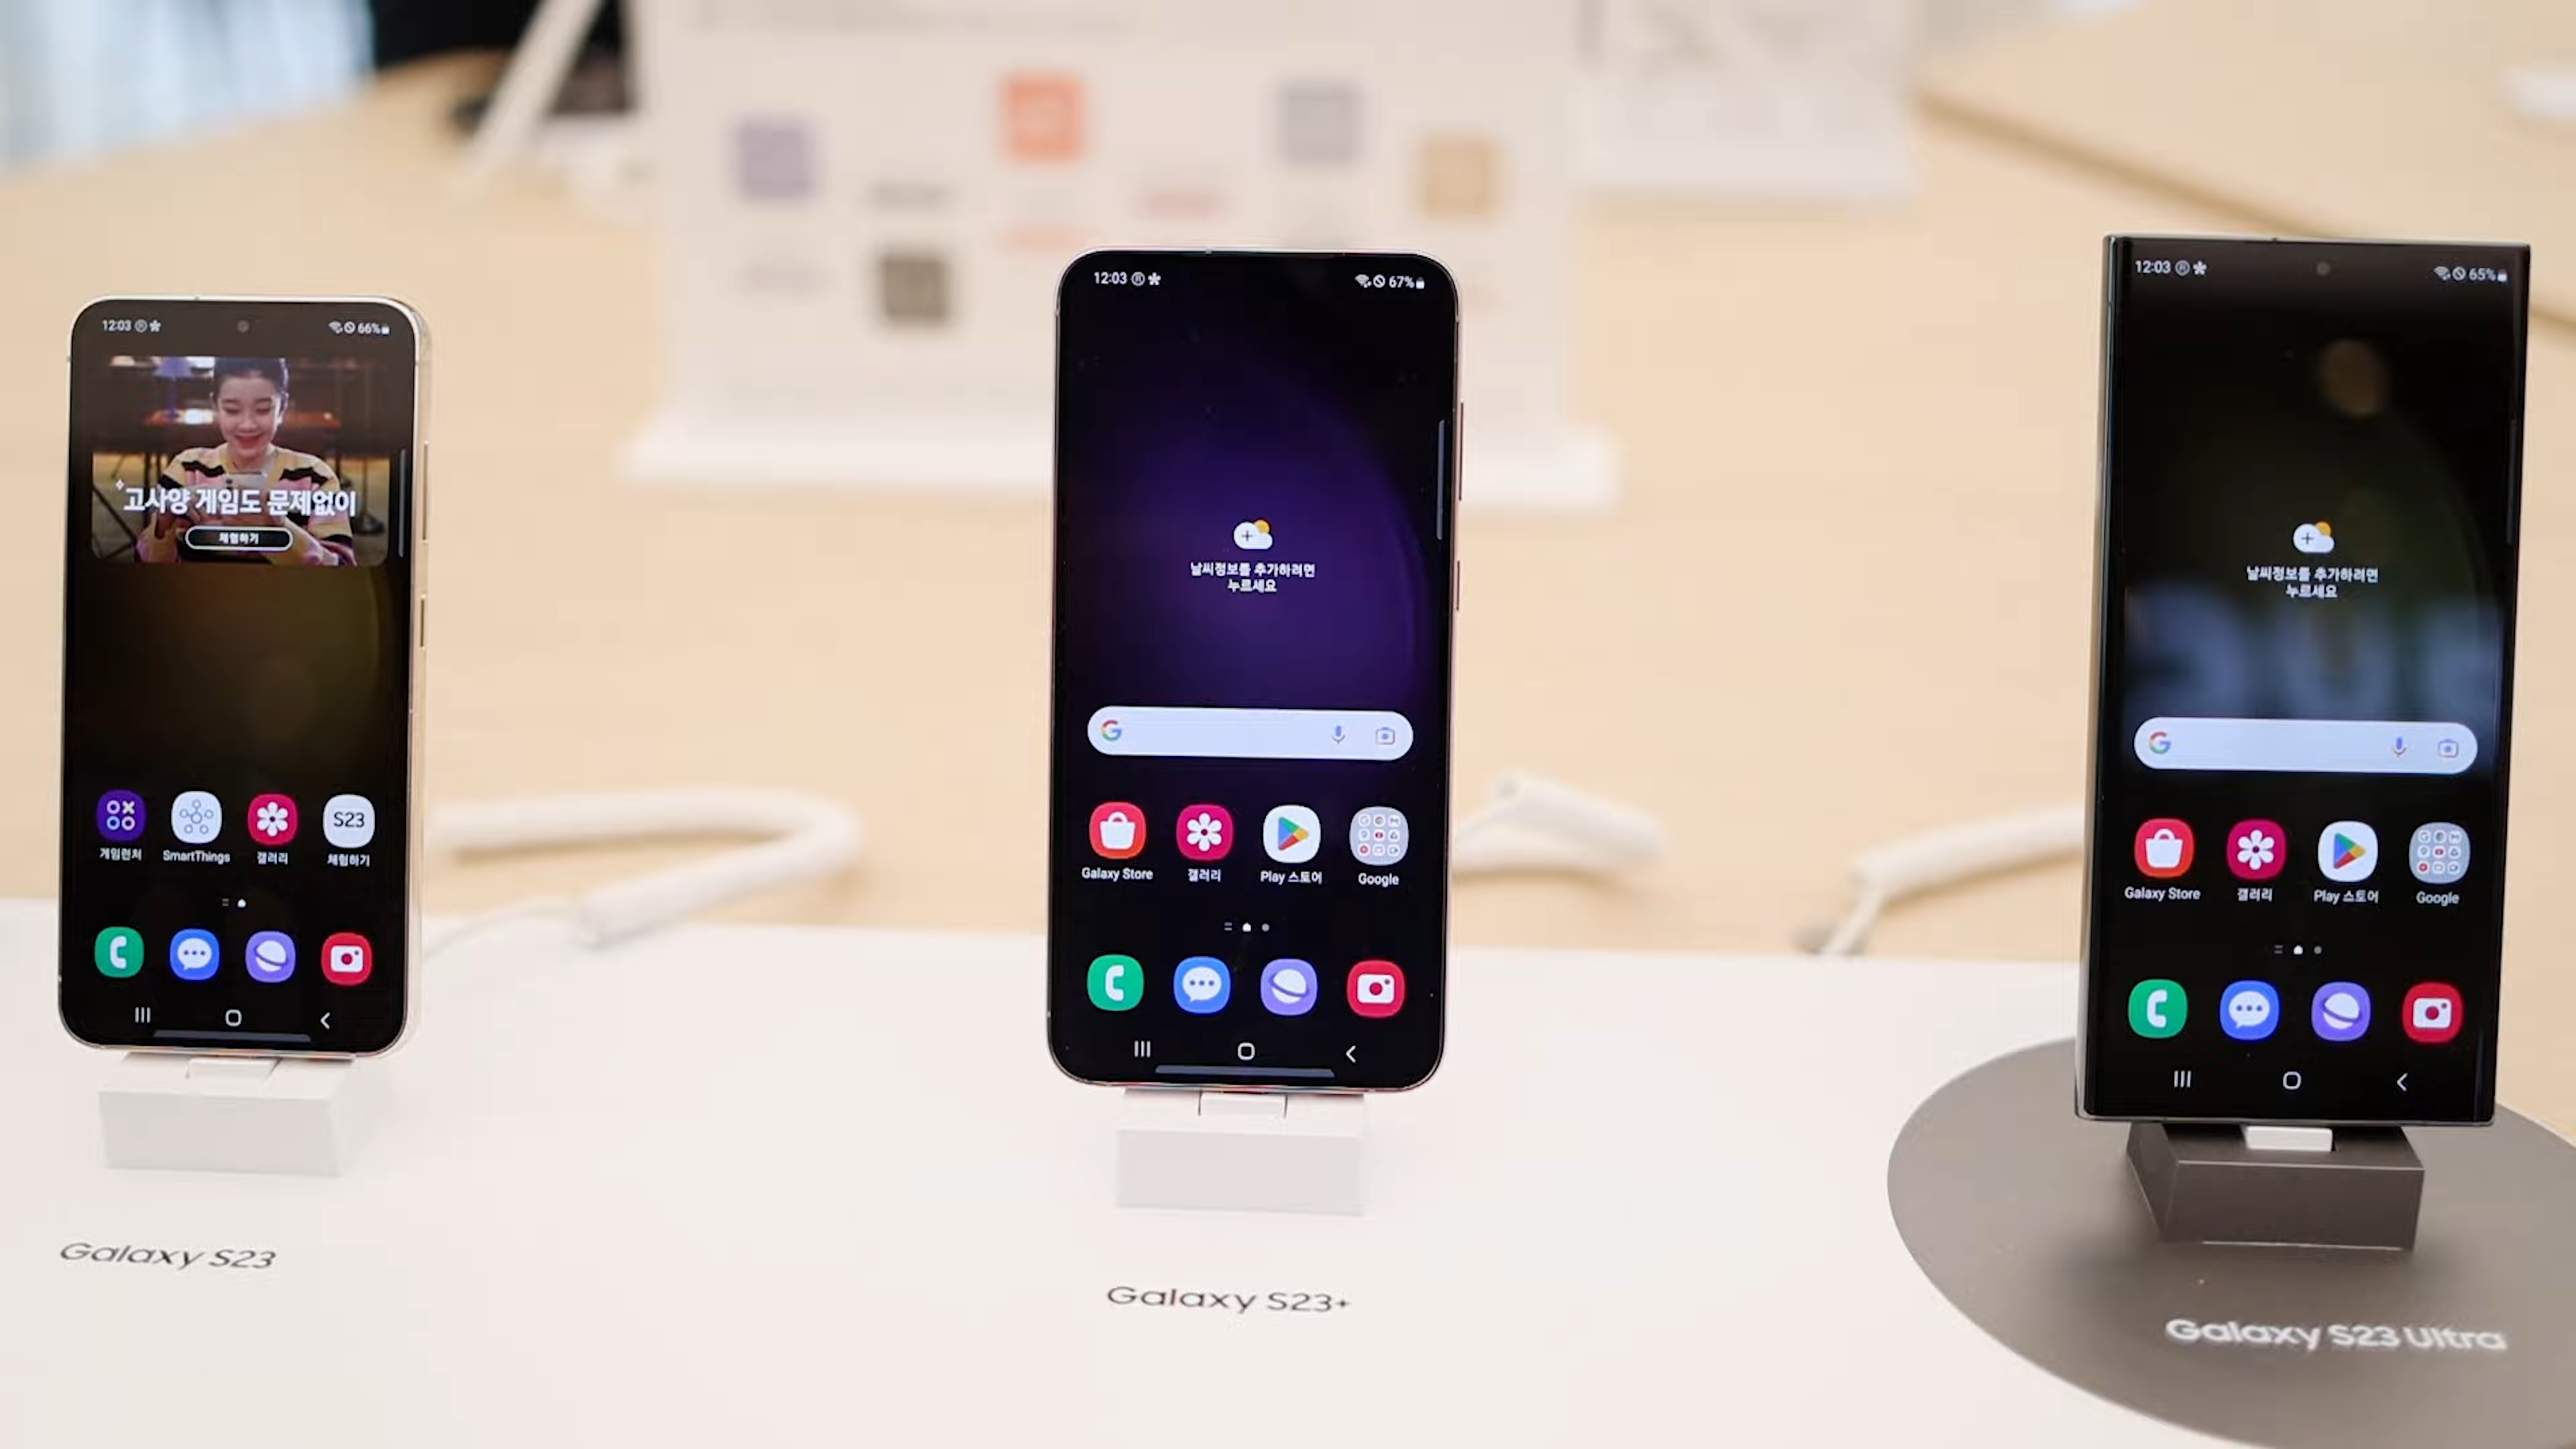 12:03
66%
고사양 게임도 문제없이
체험하기
S23
게임런처 SmartThings 갤러리 체험하기
Galaxy S23
12:03
67%
날씨정보를 추가하려면
누르세요
Galaxy Store 갤러리 Play 스토어 Google
Galaxy S23+
12:03
65%
날씨정보를 추가하려면
누르세요
Galaxy Store 갤러리 Play 스토어 Google
Galaxy S23 Ultra